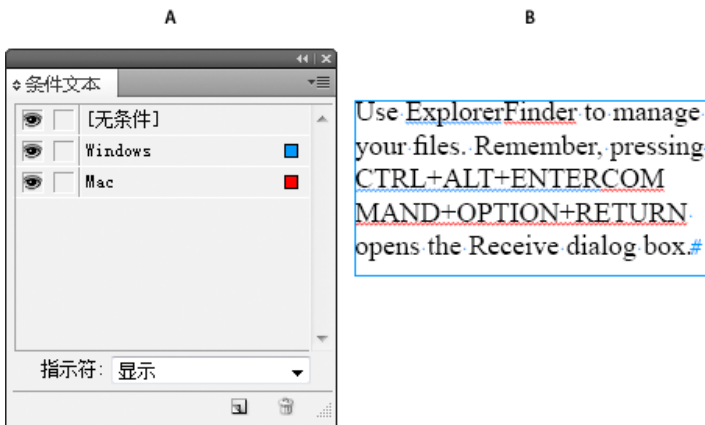 A
B
条件文本
[无条件]
Windows
Mac
指示符: 显示
Use ExplorerFinder to manage
your files. Remember, pressing
CTRL+ALT+ENTERCOM
MAND+OPTION+RETURN
opens the Receive dialog box.#